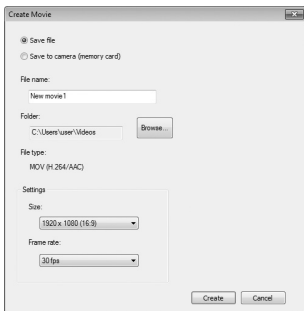 Create Movie
Save file
Save to camera (memory card)
File name:
New movie1
Folder:
C:\Users\user\Videos
Browse...
File type:
MOV (H.264/AAC)
Settings
Size:
1920 x 1080 (16:9)
Frame rate:
30 fps
Create
Cancel